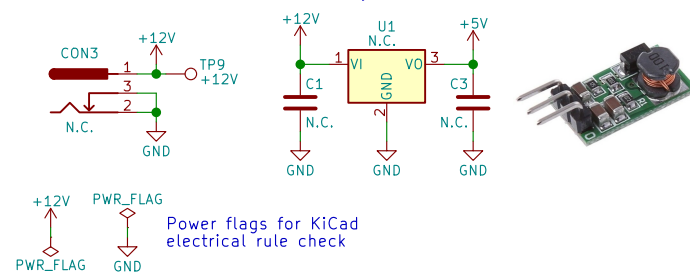 CON3
1
3
2
N.C.
+12V
TP9
+12V
GND
+12V
U1
N.C.
+5V
1
VI
VO
3
GND
2
C1
N.C.
C3
N.C.
GND
GND
GND
100
+12V
PWR_FLAG
PWR_FLAG
GND
Power flags for KiCad
electrical rule check